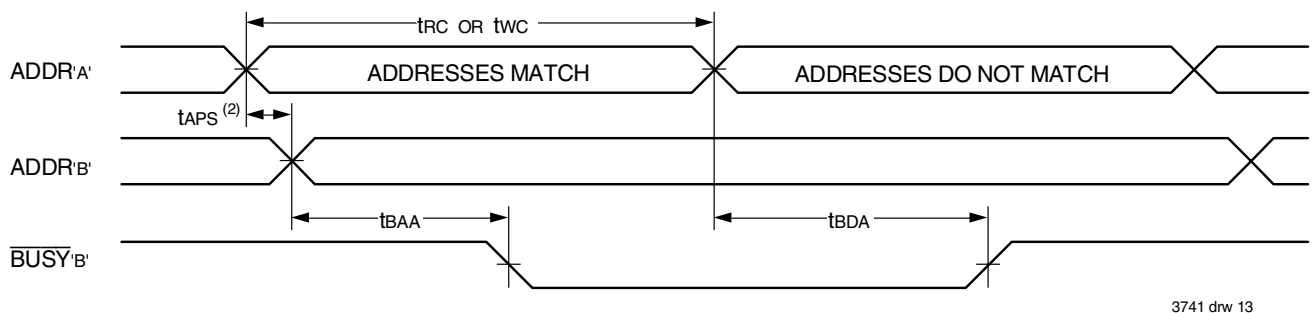 tRC OR tWC
ADDR'A'
ADDRESSES MATCH
ADDRESSES DO NOT MATCH
tAPS (2)
ADDR'B'
tBAA
tBDA
BUSY'B'
3741 drw 13